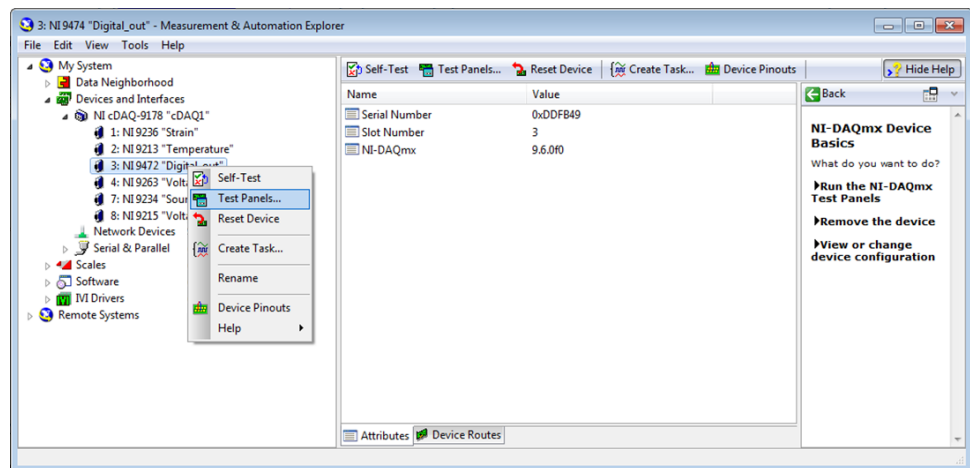 3: NI 9474 "Digital_out" - Measurement & Automation Explorer
File Edit View Tools Help
My System
Data Neighborhood
Devices and Interfaces
NI cDAQ-9178 "cDAQ1"
1: NI 9236 "Strain"
2: NI 9213 "Temperature"
3: NI 9472 "Digital_out"
4: NI 9263 "Volt
7: NI 9234 "Sour
8: NI 9215 "Volt
Network Devices
Serial & Parallel
Scales
Software
IVI Drivers
Remote Systems
Self-Test
Test Panels...
Reset Device
Create Task...
Rename
Device Pinouts
Help
Self-Test Test Panels... Reset Device Create Task... Device Pinouts Hide Help
Name Value
Serial Number 0xDDFB49
Slot Number 3
NI-DAQmx 9.6.0f0
Attributes Device Routes
Back
NI-DAQmx Device
Basics
What do you want to do?
Run the NI-DAQmx
Test Panels
Remove the device
View or change
device configuration